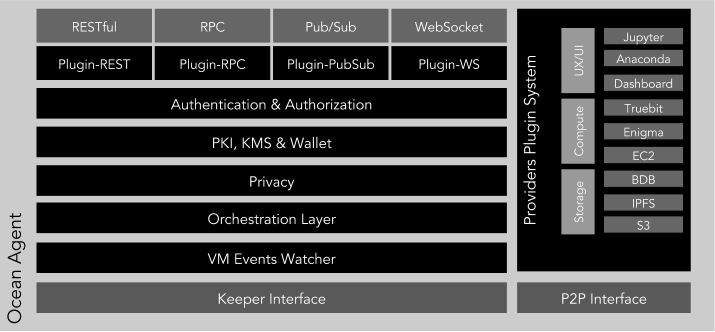 RESTful
RPC
Pub/Sub
WebSocket
Plugin-REST
Plugin-RPC
Plugin-PubSub
Plugin-WS
Authentication & Authorization
PKI, KMS & Wallet
Privacy
Orchestration Layer
VM Events Watcher
Keeper Interface
Ocean Agent
Providers Plugin System
UX/UI
Jupyter
Anaconda
Dashboard
Compute
Truebit
Enigma
EC2
Storage
BDB
IPFS
S3
P2P Interface